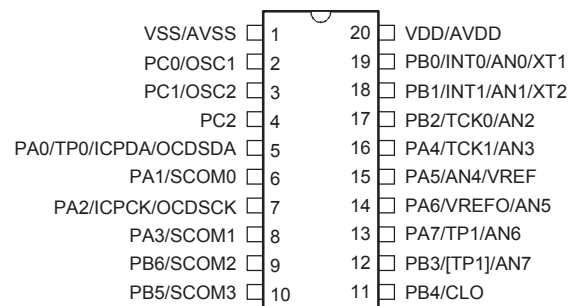 VSS/AVSS 1 20 VDD/AVDD
PC0/OSC1 2 19 PB0/INT0/AN0/XT1
PC1/OSC2 3 18 PB1/INT1/AN1/XT2
PC2 4 17 PB2/TCK0/AN2
PA0/TP0/ICPDA/OCDSDA 5 16 PA4/TCK1/AN3
PA1/SCOM0 6 15 PA5/AN4/VREF
PA2/ICPCK/OCDSCK 7 14 PA6/VREFO/AN5
PA3/SCOM1 8 13 PA7/TP1/AN6
PB6/SCOM2 9 12 PB3/[TP1]/AN7
PB5/SCOM3 10 11 PB4/CLO